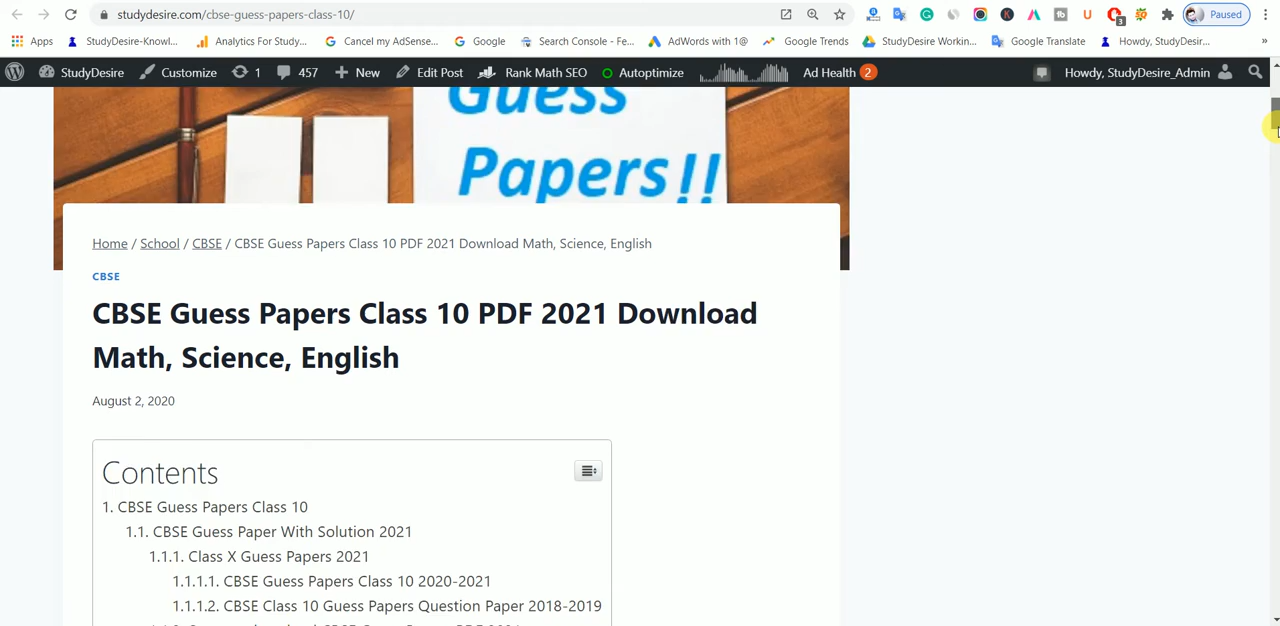 studydesire.com/cbse-guess-papers-class-10/
3
Paused
Apps
StudyDesire-Knowl...
Analytics For Study...
Cancel my AdSense...
Google
Search Console - Fe...
AdWords with 1@
Google Trends
StudyDesire Workin...
Google Translate
Howdy, StudyDesir...
»
StudyDesire
Customize
1
457
New
Edit Post
Rank Math SEO
Autoptimize
Ad Health 2
Howdy, StudyDesire_Admin
Guess
Papers!!
Home / School / CBSE / CBSE Guess Papers Class 10 PDF 2021 Download Math, Science, English
CBSE
CBSE Guess Papers Class 10 PDF 2021 Download
Math, Science, English
August 2, 2020
Contents
1. CBSE Guess Papers Class 10
1.1. CBSE Guess Paper With Solution 2021
1.1.1. Class X Guess Papers 2021
1.1.1.1. CBSE Guess Papers Class 10 2020-2021
1.1.1.2. CBSE Class 10 Guess Papers Question Paper 2018-2019